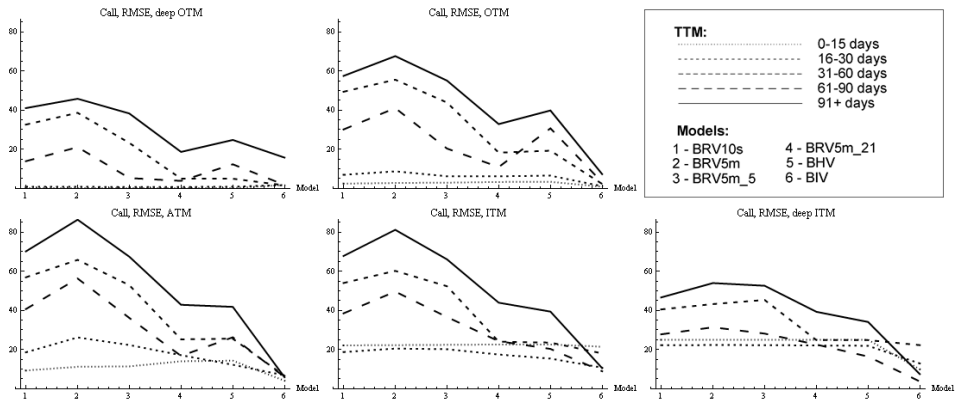 Call, RMSE, deep OTM
80
60
40
20
1 2 3 4 5 6
Model
Call, RMSE, OTM
80
60
40
20
1 2 3 4 5 6
Model
TTM:
0-15 days
16-30 days
31-60 days
61-90 days
91+ days
Models:
1 - BRV10s 4 - BRV5m_21
2 - BRV5m 5 - BHV
3 - BRV5m_5 6 - BIV
Call, RMSE, ATM
80
60
40
20
1 2 3 4 5 6
Model
Call, RMSE, ITM
80
60
40
20
1 2 3 4 5 6
Model
Call, RMSE, deep ITM
80
60
40
20
1 2 3 4 5 6
Model